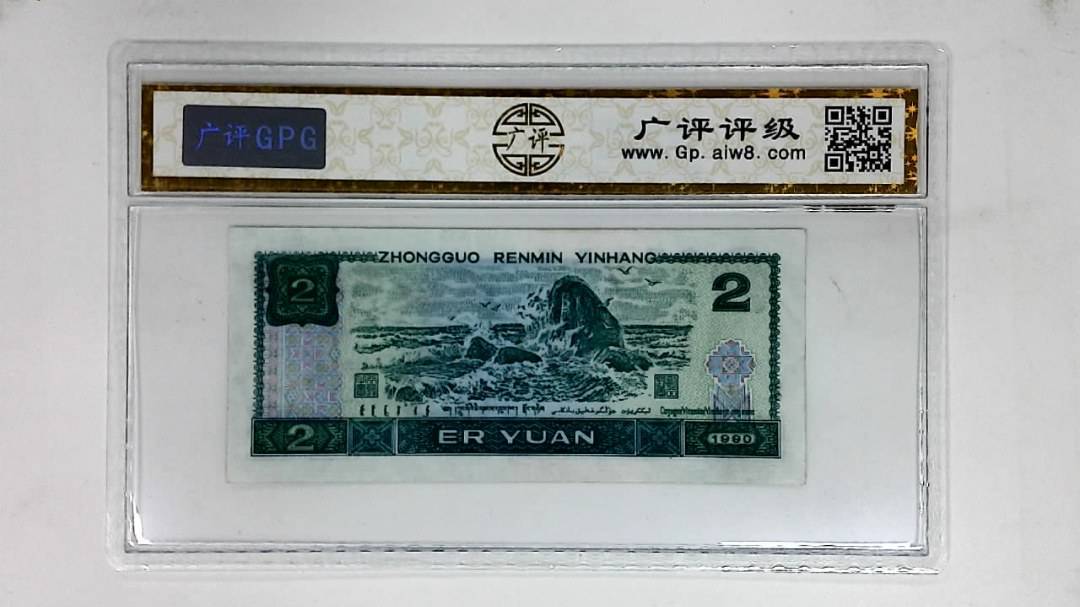 广评GPG
广评
广评评级
www.Gp.aiw8.com
ZHONGGUO RENMIN YINHANG
2
2
ER YUAN
2
1990